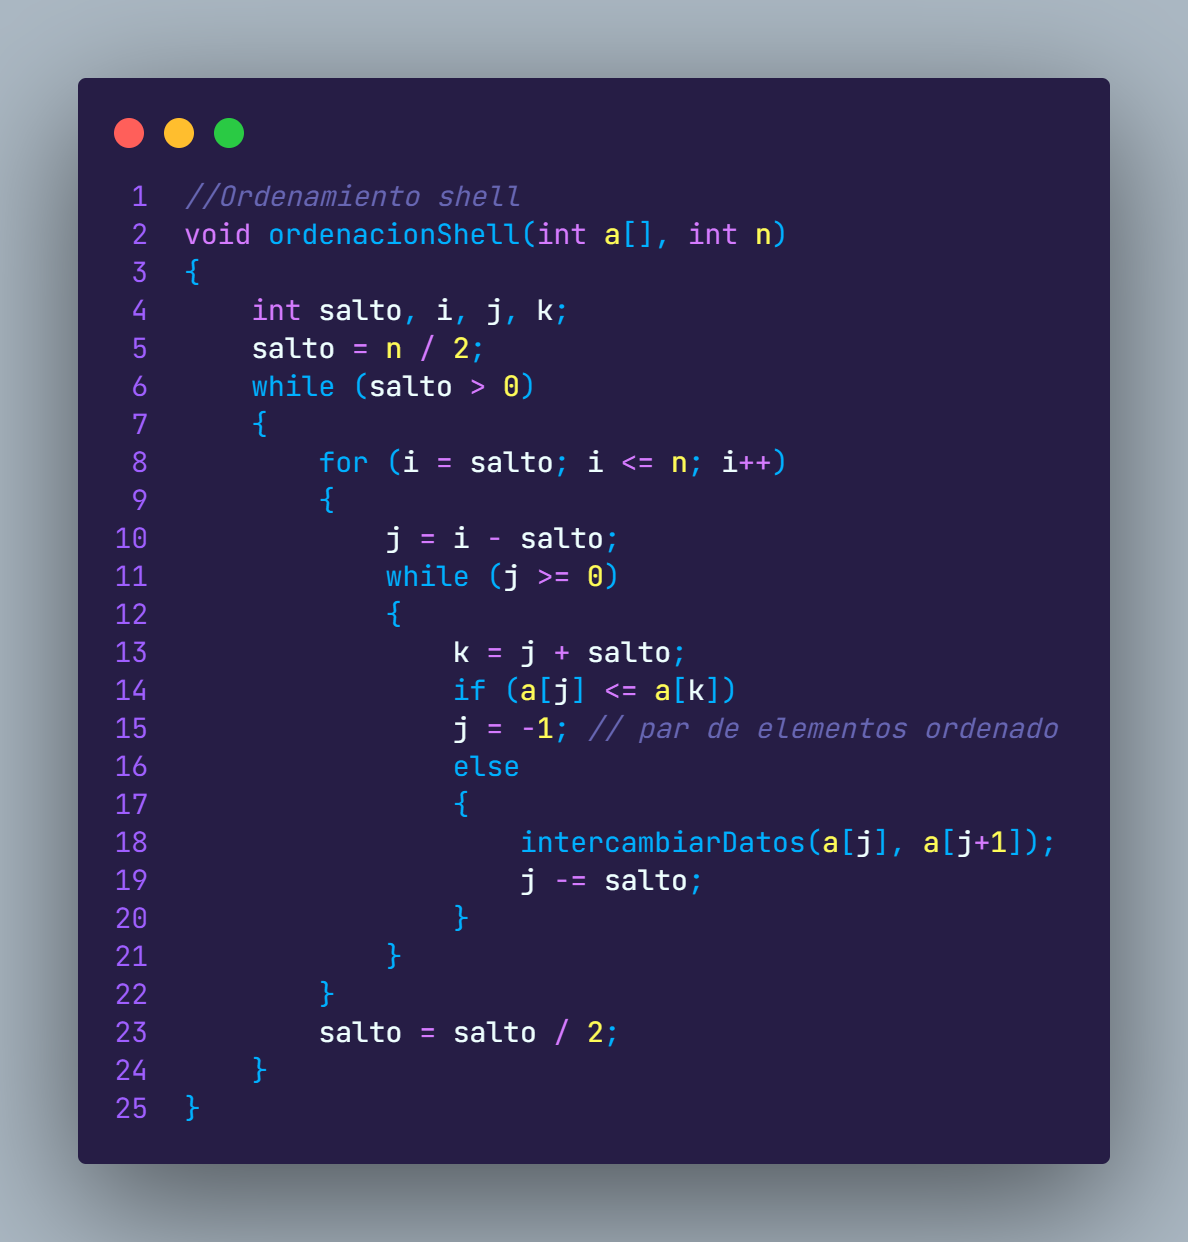 1 //Ordenamiento shell
2 void ordenacionShell(int a[], int n)
3 {
4     int salto, i, j, k;
5     salto = n / 2;
6     while (salto > 0)
7     {
8         for (i = salto; i <= n; i++)
9         {
10             j = i - salto;
11             while (j >= 0)
12             {
13                 k = j + salto;
14                 if (a[j] <= a[k])
15                 j = -1; // par de elementos ordenado
16                 else
17                 {
18                     intercambiarDatos(a[j], a[j+1]);
19                     j -= salto;
20                 }
21             }
22         }
23         salto = salto / 2;
24     }
25 }